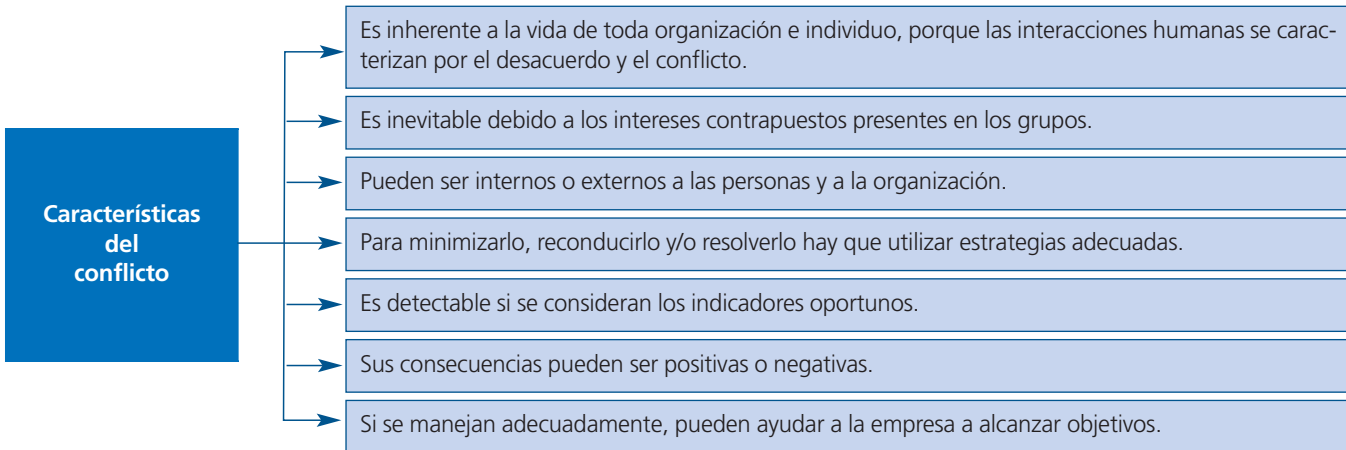 Es inherente a la vida de toda organización e individuo, porque las interacciones humanas se carac-
terizan por el desacuerdo y el conflicto.
Es inevitable debido a los intereses contrapuestos presentes en los grupos.
Pueden ser internos o externos a las personas y a la organización.
Características
del
conflicto
Para minimizarlo, reconducirlo y/o resolverlo hay que utilizar estrategias adecuadas.
Es detectable si se consideran los indicadores oportunos.
Sus consecuencias pueden ser positivas o negativas.
Si se manejan adecuadamente, pueden ayudar a la empresa a alcanzar objetivos.